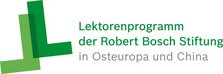 Lektorenprogramm
der Robert Bosch Stiftung
in Osteuropa und China